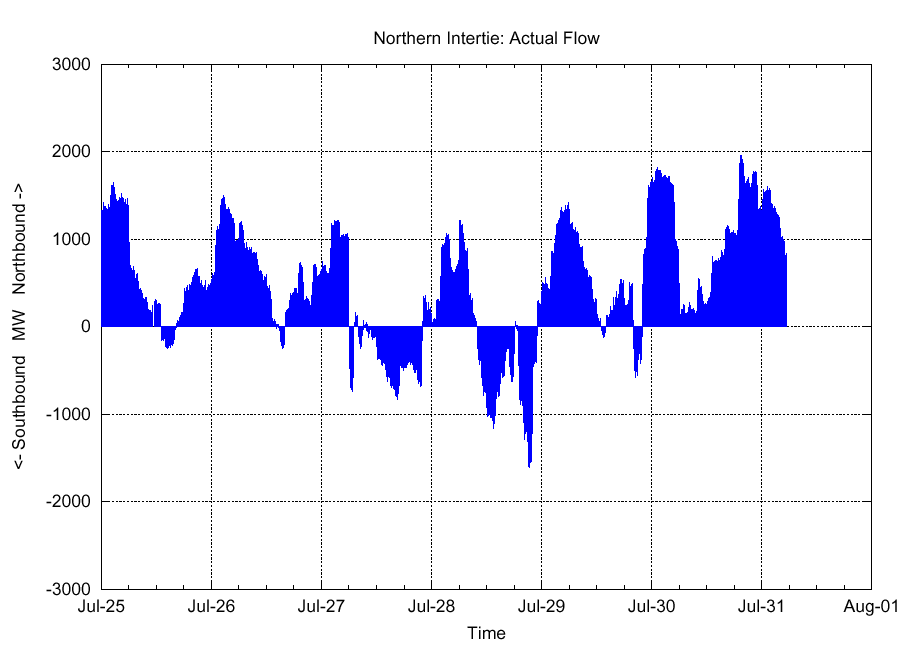 Northern Intertie: Actual Flow
3000
2000
1000
0
-1000
-2000
-3000
<- Southbound MW Northbound ->
Jul-25 Jul-26 Jul-27 Jul-28 Jul-29 Jul-30 Jul-31 Aug-01
Time